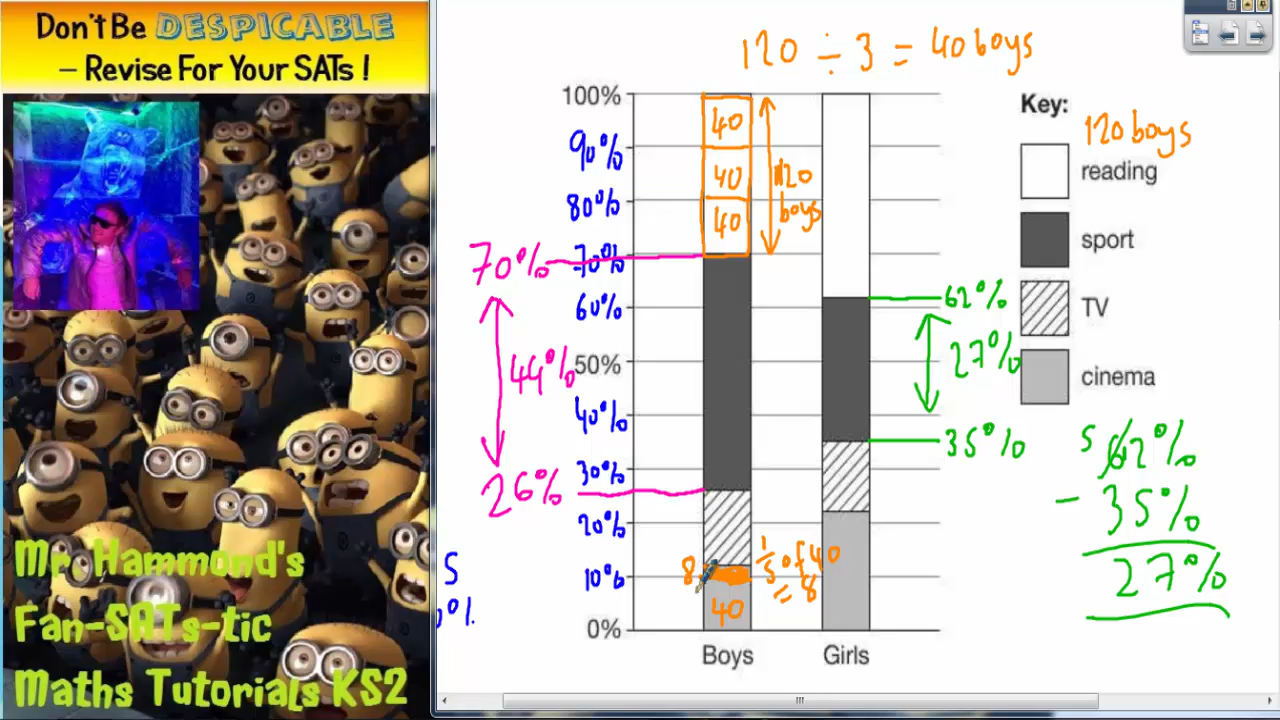 Don't Be DESPICABLE
– Revise For Your SATs !
Mr Hammond's
Fan-SATs-tic
Maths Tutorials KS2
120 ÷ 3 = 40 boys
100%
90%
80%
70%
70%
60%
50%
40%
30%
20%
10%
0%
44%
26%
40
40
40
120
boys
8
40
1/5 of 40
= 8
Boys
Girls
62%
27%
35%
Key:
120 boys
reading
sport
TV
cinema
5 62%
– 35%
27%